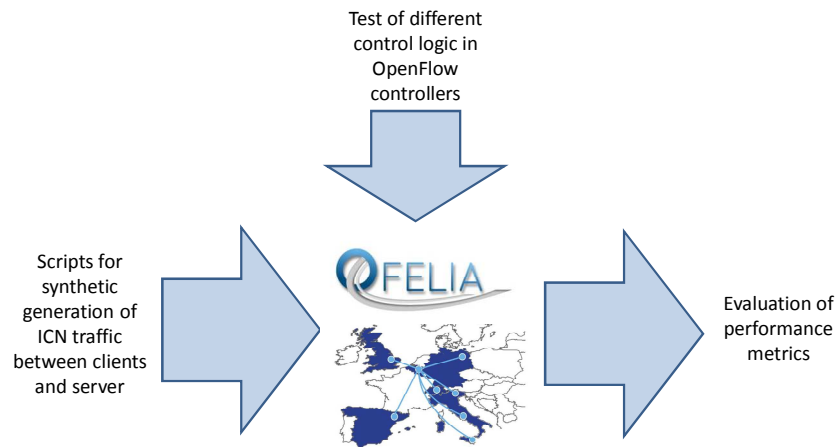 Test of different
control logic in
OpenFlow
controllers
Scripts for
synthetic
generation of
ICN traffic
between clients
and server
OFELIA
Evaluation of
performance
metrics